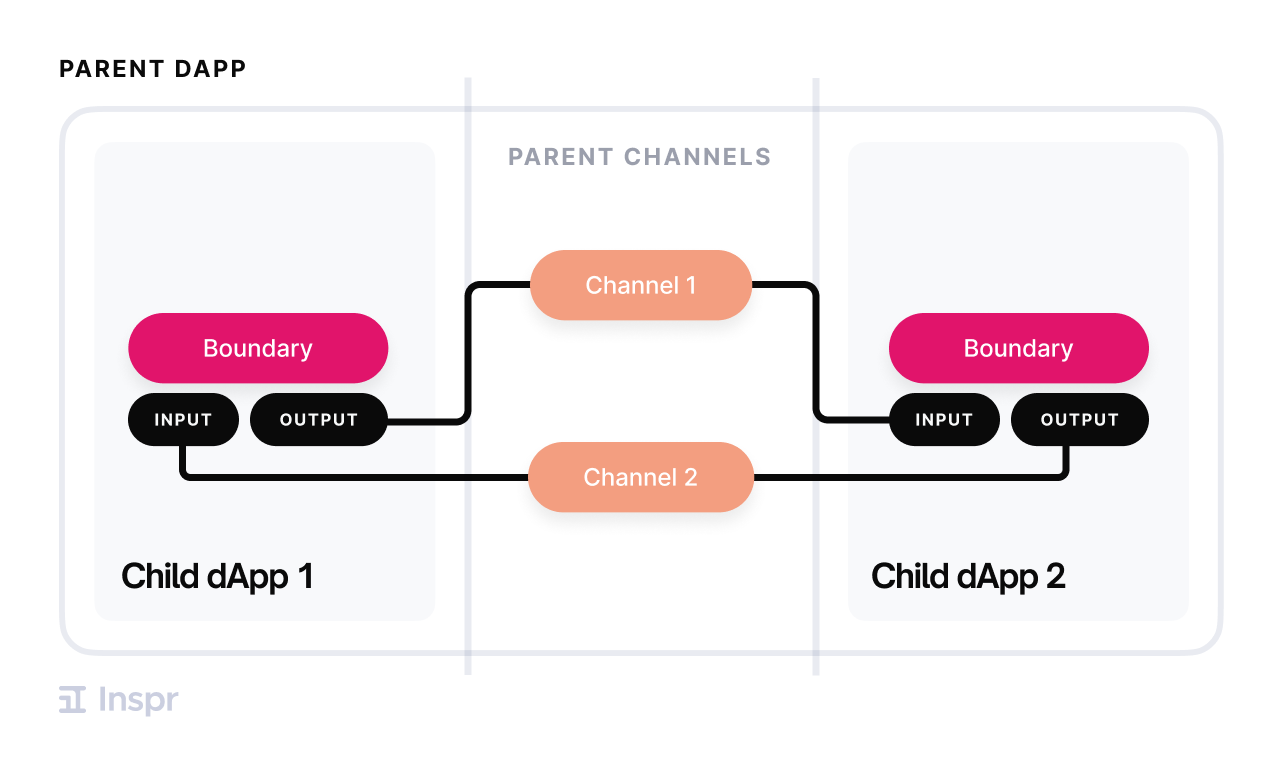 PARENT DAPP
PARENT CHANNELS
Channel 1
Boundary
Boundary
INPUT
OUTPUT
INPUT
OUTPUT
Channel 2
Child dApp 1
Child dApp 2
Inspr